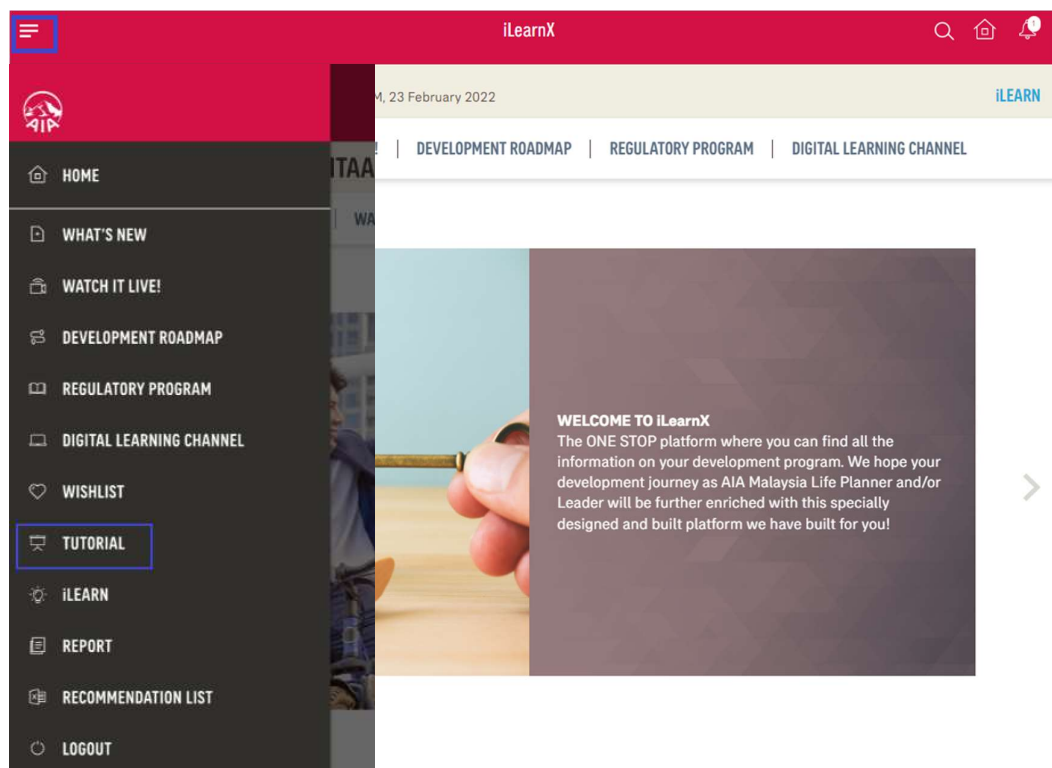 iLearnX
1
AIA
M, 23 February 2022
iLEARN
! | DEVELOPMENT ROADMAP | REGULATORY PROGRAM | DIGITAL LEARNING CHANNEL
ITAA
WA
HOME
WHAT'S NEW
WATCH IT LIVE!
DEVELOPMENT ROADMAP
REGULATORY PROGRAM
DIGITAL LEARNING CHANNEL
WISHLIST
TUTORIAL
iLEARN
REPORT
RECOMMENDATION LIST
LOGOUT
WELCOME TO iLearnX
The ONE STOP platform where you can find all the
information on your development program. We hope your
development journey as AIA Malaysia Life Planner and/or
Leader will be further enriched with this specially
designed and built platform we have built for you!